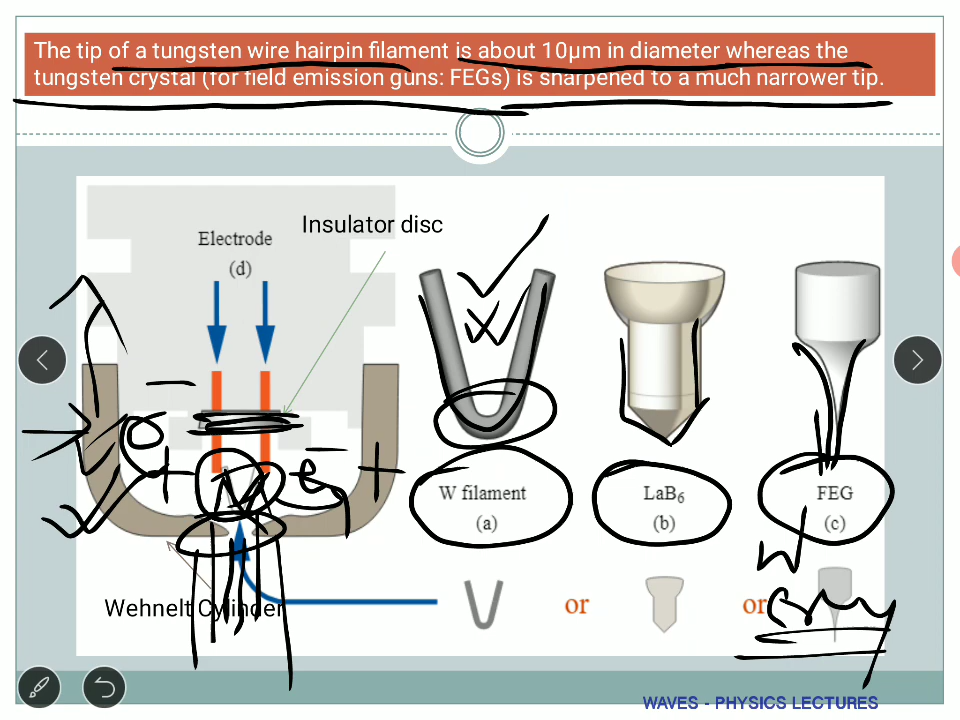 The tip of a tungsten wire hairpin filament is about 10μm in diameter whereas the
tungsten crystal (for field emission guns: FEGs) is sharpened to a much narrower tip.
Insulator disc
Electrode
(d)
W filament
(a)
LaB₆
(b)
FEG
(c)
W
Wehnelt Cylinder
or
or
WAVES - PHYSICS LECTURES